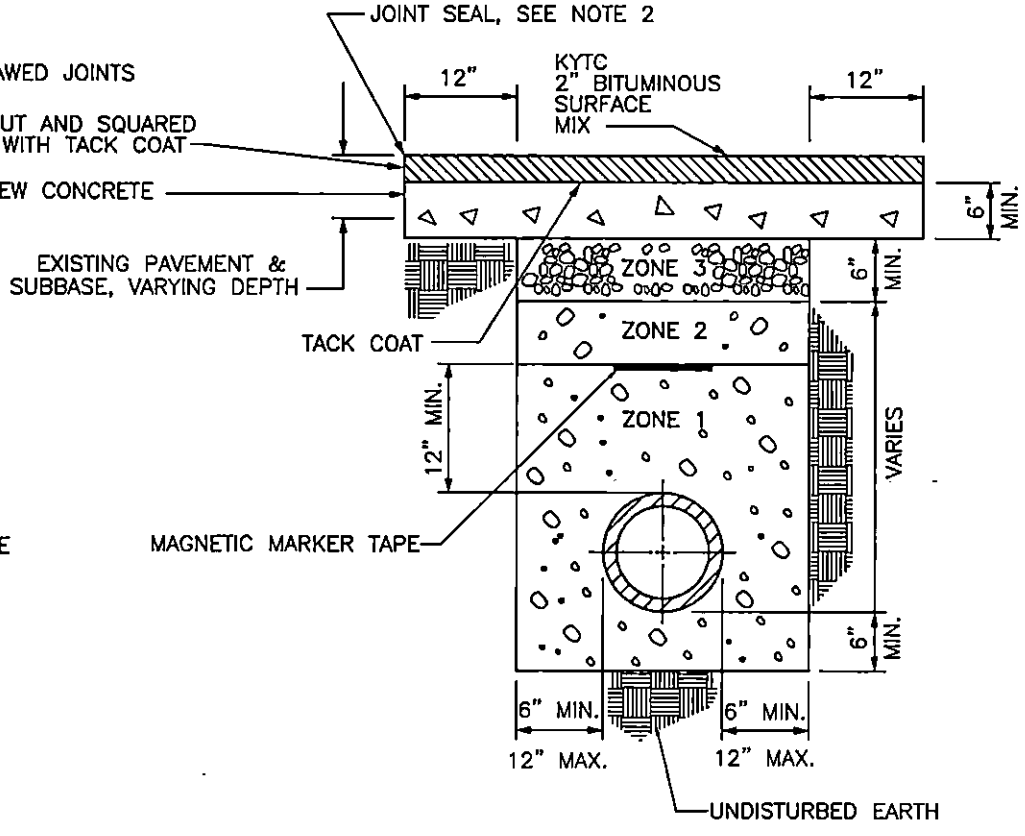 JOINT SEAL, SEE NOTE 2
AWED JOINTS
12"
KYTC
2" BITUMINOUS
SURFACE
MIX
12"
UT AND SQUARED
WITH TACK COAT
EW CONCRETE
6"
MIN.
EXISTING PAVEMENT &
SUBBASE, VARYING DEPTH
ZONE 3
6"
MIN.
TACK COAT
ZONE 2
12" MIN.
ZONE 1
VARIES
E
MAGNETIC MARKER TAPE
6"
MIN.
6" MIN.
12" MAX.
6" MIN.
12" MAX.
UNDISTURBED EARTH